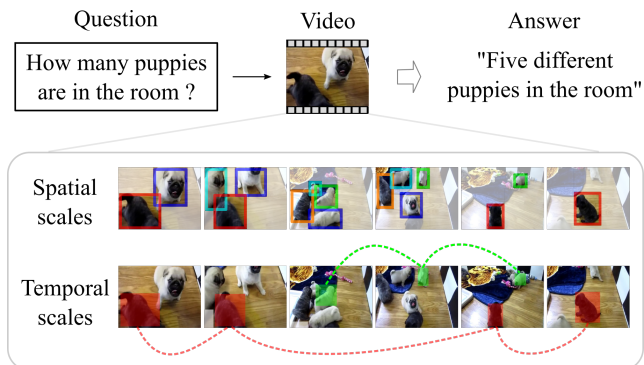 Question
Video
Answer
How many puppies
are in the room ?
"Five different
puppies in the room"
Spatial
scales
Temporal
scales